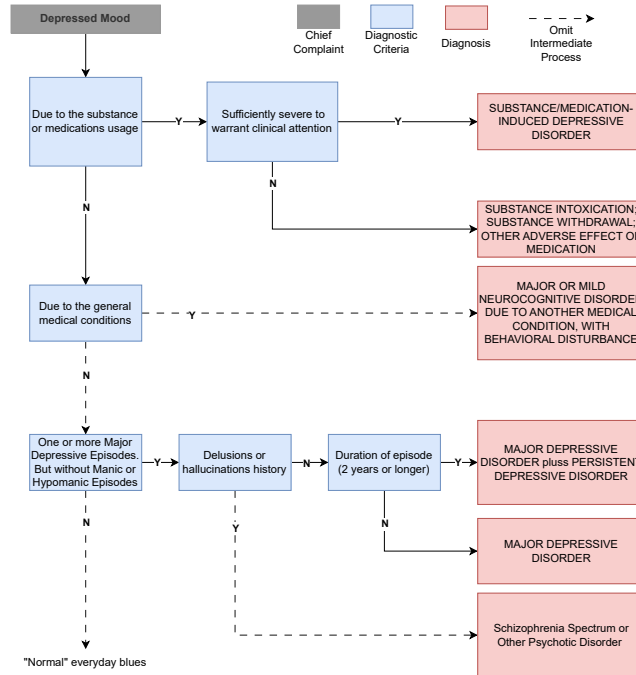 Depressed Mood
Chief
Complaint
Diagnostic
Criteria
Diagnosis
Omit
Intermediate
Process
Due to the substance
or medications usage
Y
Sufficiently severe to
warrant clinical attention
Y
SUBSTANCE/MEDICATION-
INDUCED DEPRESSIVE
DISORDER
N
N
SUBSTANCE INTOXICATION;
SUBSTANCE WITHDRAWAL;
OTHER ADVERSE EFFECT OF
MEDICATION
Due to the general
medical conditions
Y
MAJOR OR MILD
NEUROCOGNITIVE DISORDER
DUE TO ANOTHER MEDICAL
CONDITION, WITH
BEHAVIORAL DISTURBANCE
N
One or more Major
Depressive Episodes.
But without Manic or
Hypomanic Episodes
Y
Delusions or
hallucinations history
N
Duration of episode
(2 years or longer)
Y
MAJOR DEPRESSIVE
DISORDER pluss PERSISTENT
DEPRESSIVE DISORDER
N
Y
N
MAJOR DEPRESSIVE
DISORDER
Schizophrenia Spectrum or
Other Psychotic Disorder
"Normal" everyday blues